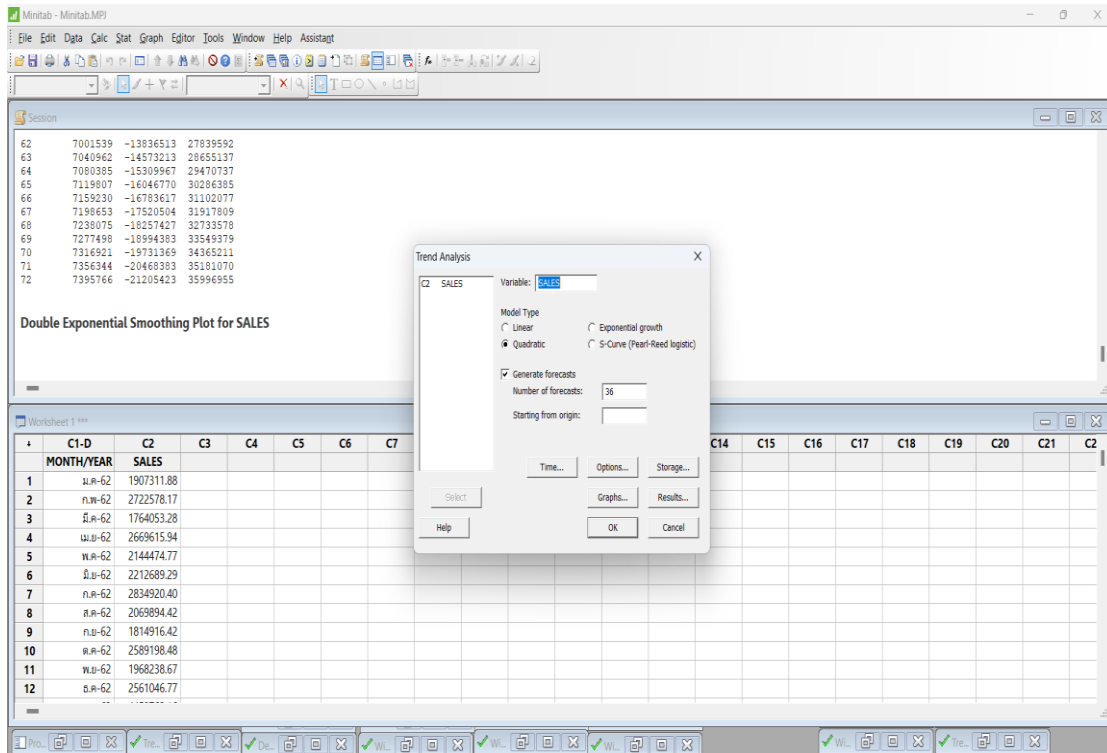 Minitab - Minitab.MPJ
File Edit Data Calc Stat Graph Editor Tools Window Help Assistant
Session
62 7001539 -13836513 27839592
63 7040962 -14573213 28655137
64 7080385 -15309967 29470737
65 7119807 -16046770 30286385
66 7159230 -16783617 31102077
67 7198653 -17520504 31917809
68 7238075 -18257427 32733578
69 7277498 -18994383 33549379
70 7316921 -19731369 34365211
71 7356344 -20468383 35181070
72 7395766 -21205423 35996955
Double Exponential Smoothing Plot for SALES
Trend Analysis
C2 SALES
Variable: SALES
Model Type
Linear Exponential growth
Quadratic S-Curve (Pearl-Reed logistic)
Generate forecasts
Number of forecasts: 36
Starting from origin:
Time... Options... Storage...
Select Graphs... Results...
Help OK Cancel
Worksheet 1 ***
C1-D C2 C3 C4 C5 C6 C7 C14 C15 C16 C17 C18 C19 C20 C21 C2
MONTH/YEAR SALES
1 ม.ค-62 1907311.88
2 ก.พ-62 2722578.17
3 มี.ค-62 1764053.28
4 เม.ย-62 2669615.94
5 พ.ค-62 2144474.77
6 มิ.ย-62 2212689.29
7 ก.ค-62 2834920.40
8 ส.ค-62 2069894.42
9 ก.ย-62 1814916.42
10 ต.ค-62 2589198.48
11 พ.ย-62 1968238.67
12 ธ.ค-62 2561046.77
Pro... Tre... De... Wi... Wi... Wi... Wi... Tre...